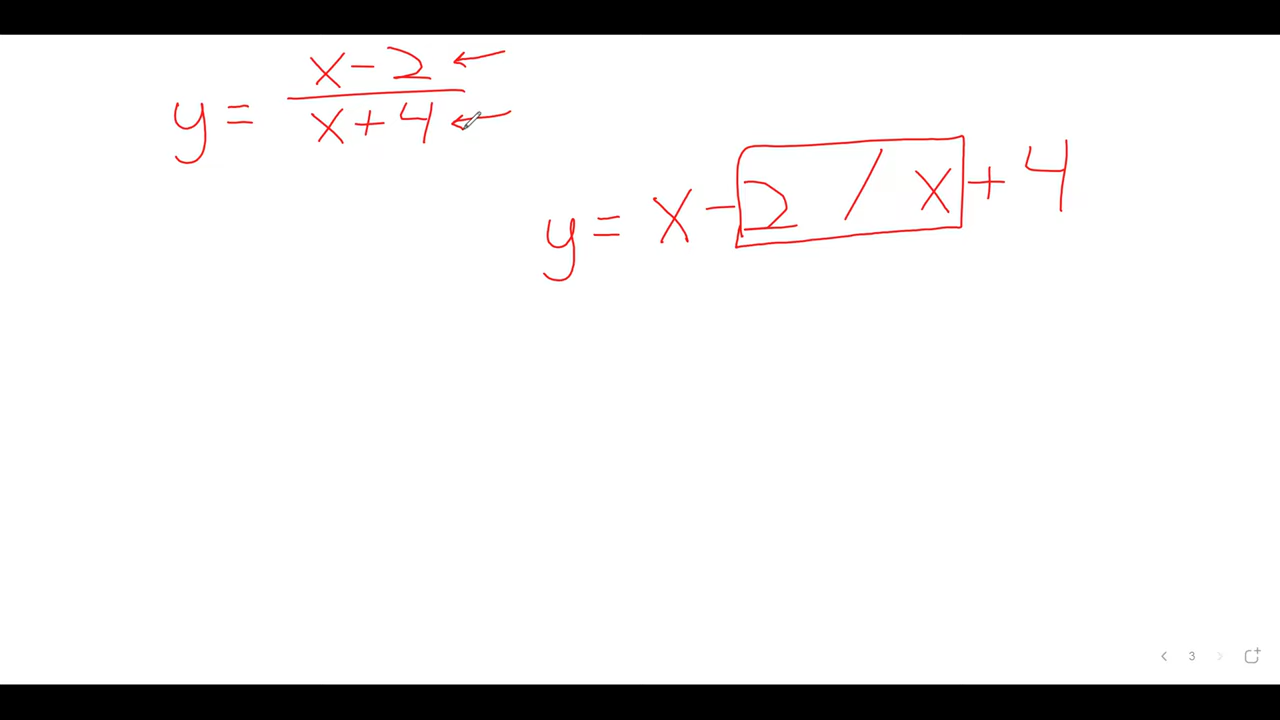 x - 2 ←
y = x + 4 ←
y = x - 2 / x + 4
3